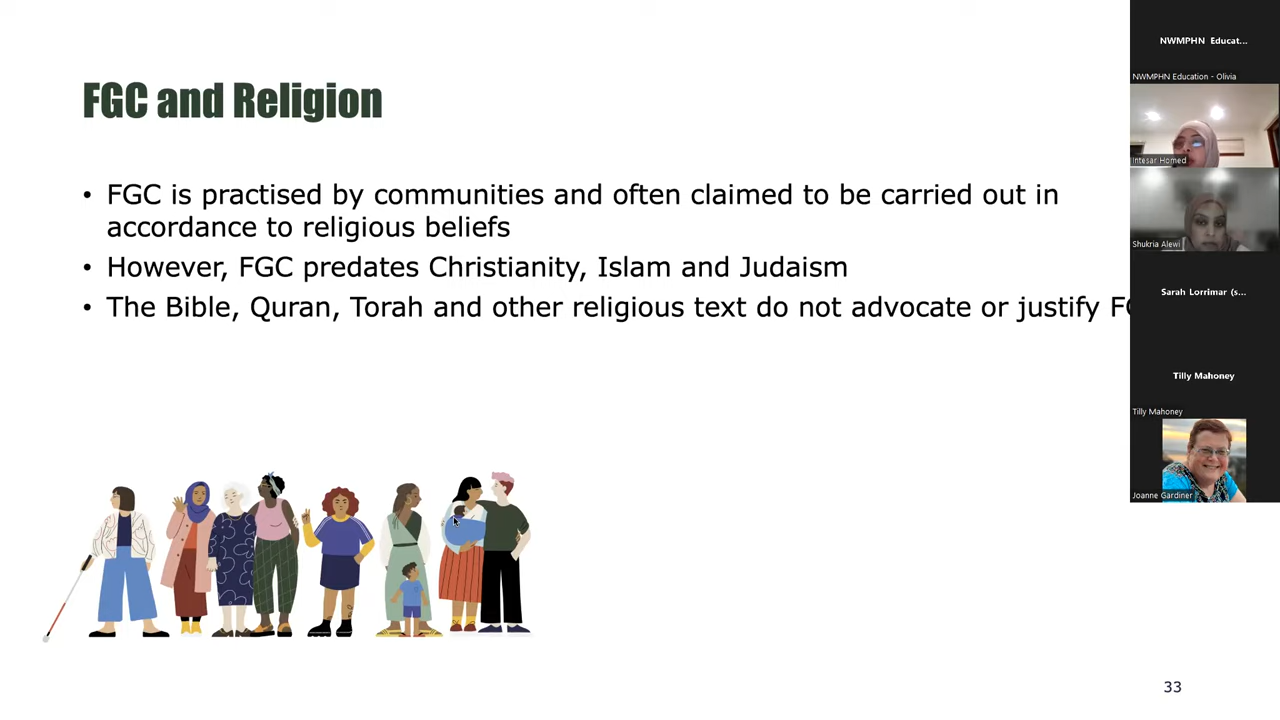 FGC and Religion
• FGC is practised by communities and often claimed to be carried out in
accordance to religious beliefs
• However, FGC predates Christianity, Islam and Judaism
• The Bible, Quran, Torah and other religious text do not advocate or justify
33
NWMPHN Educat...
NWMPHN Education - Olivia
Intesar Homed
Shukria Alewi
Sarah Lorrimar (s...
Tilly Mahoney
Tilly Mahoney
Joanne Gardiner